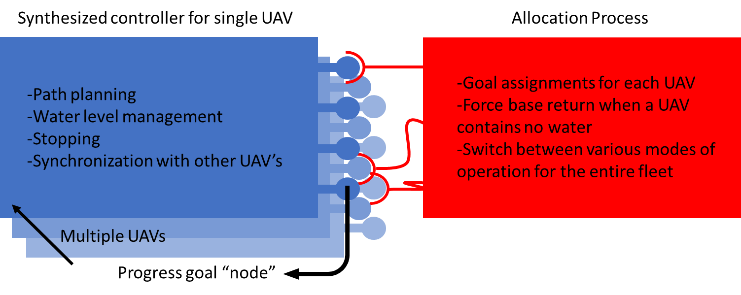 Synthesized controller for single UAV
Allocation Process
-Path planning
-Water level management
-Stopping
-Synchronization with other UAV's
-Goal assignments for each UAV
-Force base return when a UAV
contains no water
-Switch between various modes of
operation for the entire fleet
Multiple UAVs
Progress goal “node”